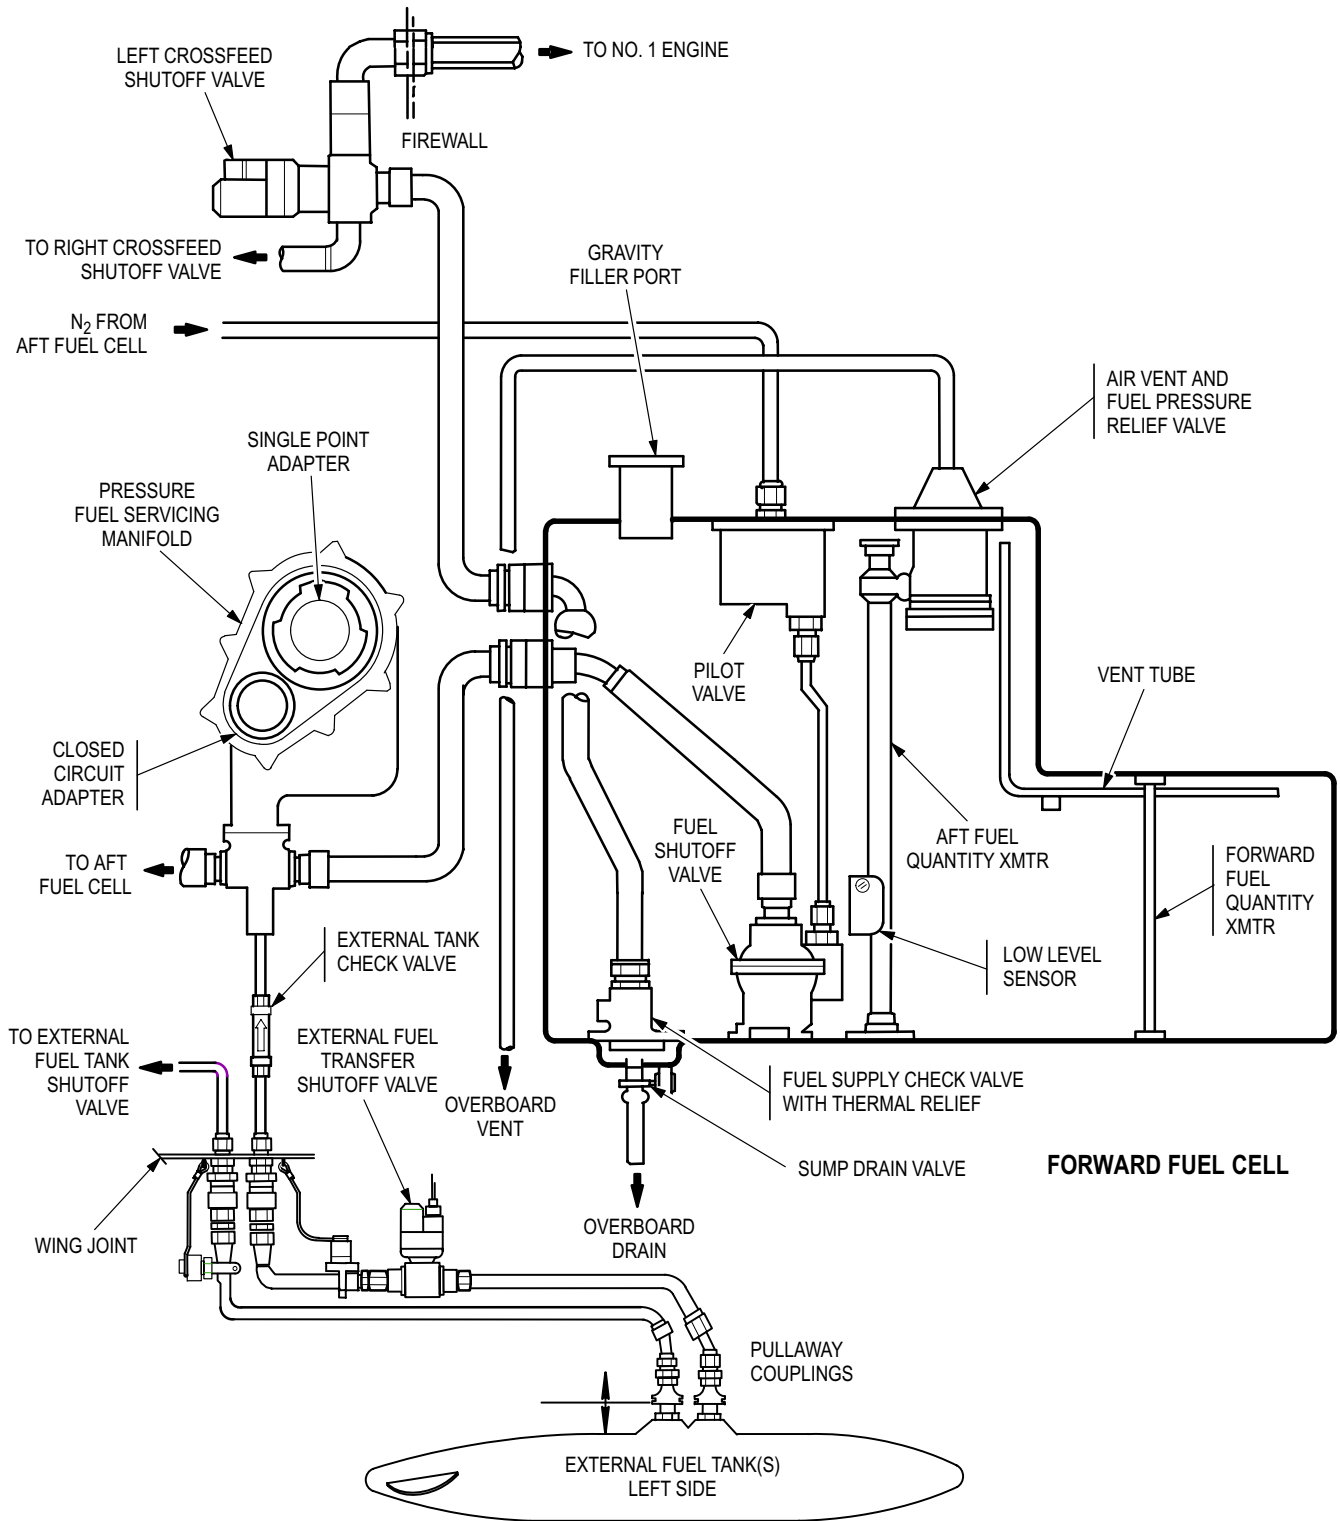 LEFT CROSSFEED
SHUTOFF VALVE
TO NO. 1 ENGINE
FIREWALL
TO RIGHT CROSSFEED
SHUTOFF VALVE
GRAVITY
FILLER PORT
N2 FROM
AFT FUEL CELL
AIR VENT AND
FUEL PRESSURE
RELIEF VALVE
SINGLE POINT
ADAPTER
PRESSURE
FUEL SERVICING
MANIFOLD
PILOT
VALVE
VENT TUBE
CLOSED
CIRCUIT
ADAPTER
FUEL
SHUTOFF
VALVE
AFT FUEL
QUANTITY XMTR
FORWARD
FUEL
QUANTITY
XMTR
TO AFT
FUEL CELL
EXTERNAL TANK
CHECK VALVE
LOW LEVEL
SENSOR
TO EXTERNAL
FUEL TANK
SHUTOFF
VALVE
EXTERNAL FUEL
TRANSFER
SHUTOFF VALVE
OVERBOARD
VENT
FUEL SUPPLY CHECK VALVE
WITH THERMAL RELIEF
SUMP DRAIN VALVE
FORWARD FUEL CELL
WING JOINT
OVERBOARD
DRAIN
PULLAWAY
COUPLINGS
EXTERNAL FUEL TANK(S)
LEFT SIDE